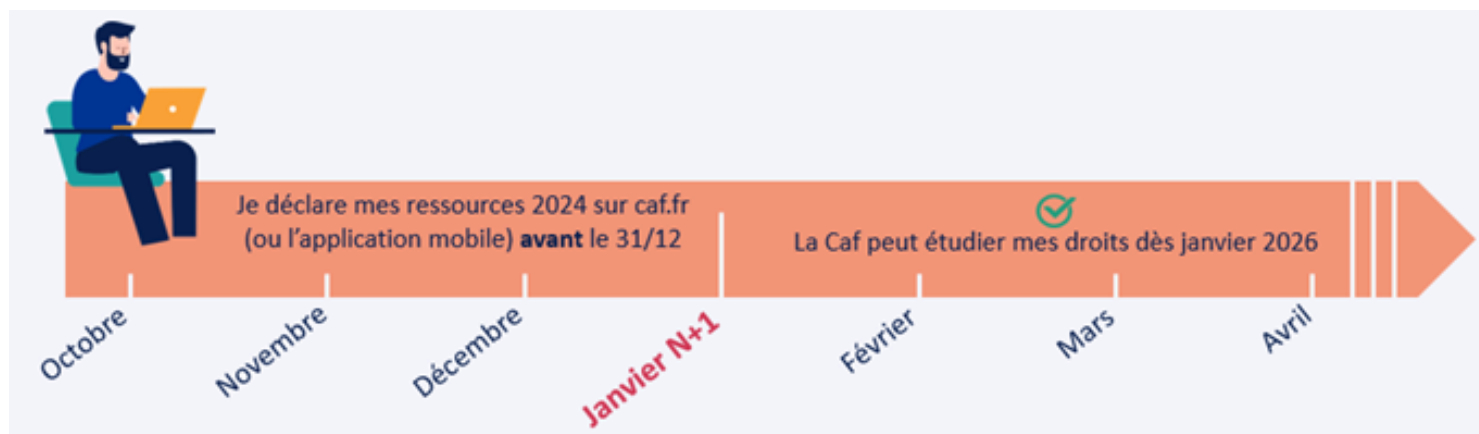 Je déclare mes ressources 2024 sur caf.fr
(ou l'application mobile) avant le 31/12
La Caf peut étudier mes droits dès janvier 2026
Octobre
Novembre
Décembre
Janvier N+1
Février
Mars
Avril